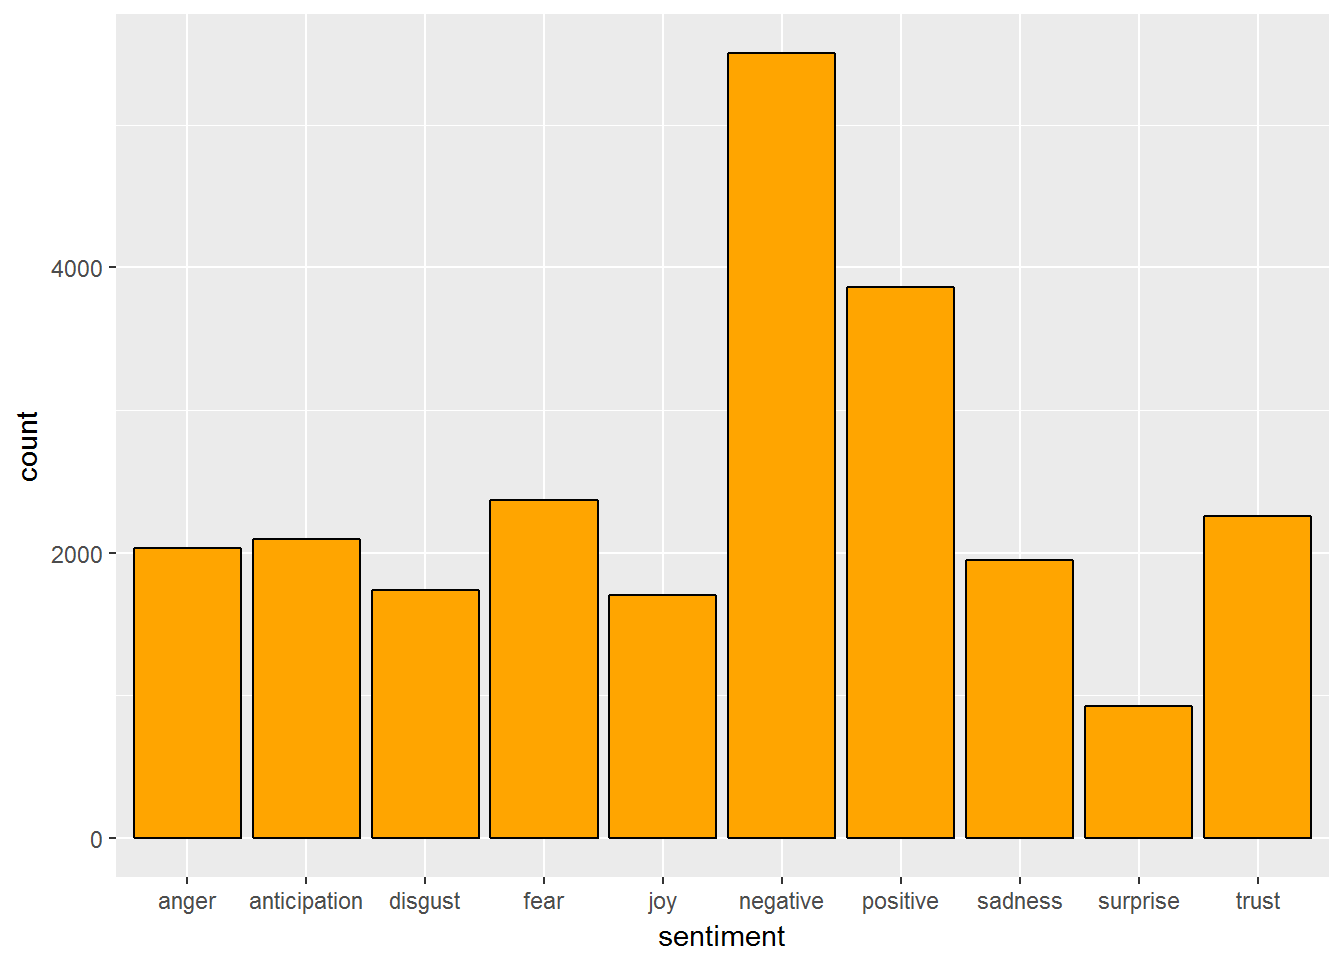 4000
2000
0
count
anger anticipation disgust fear joy negative positive sadness surprise trust
sentiment